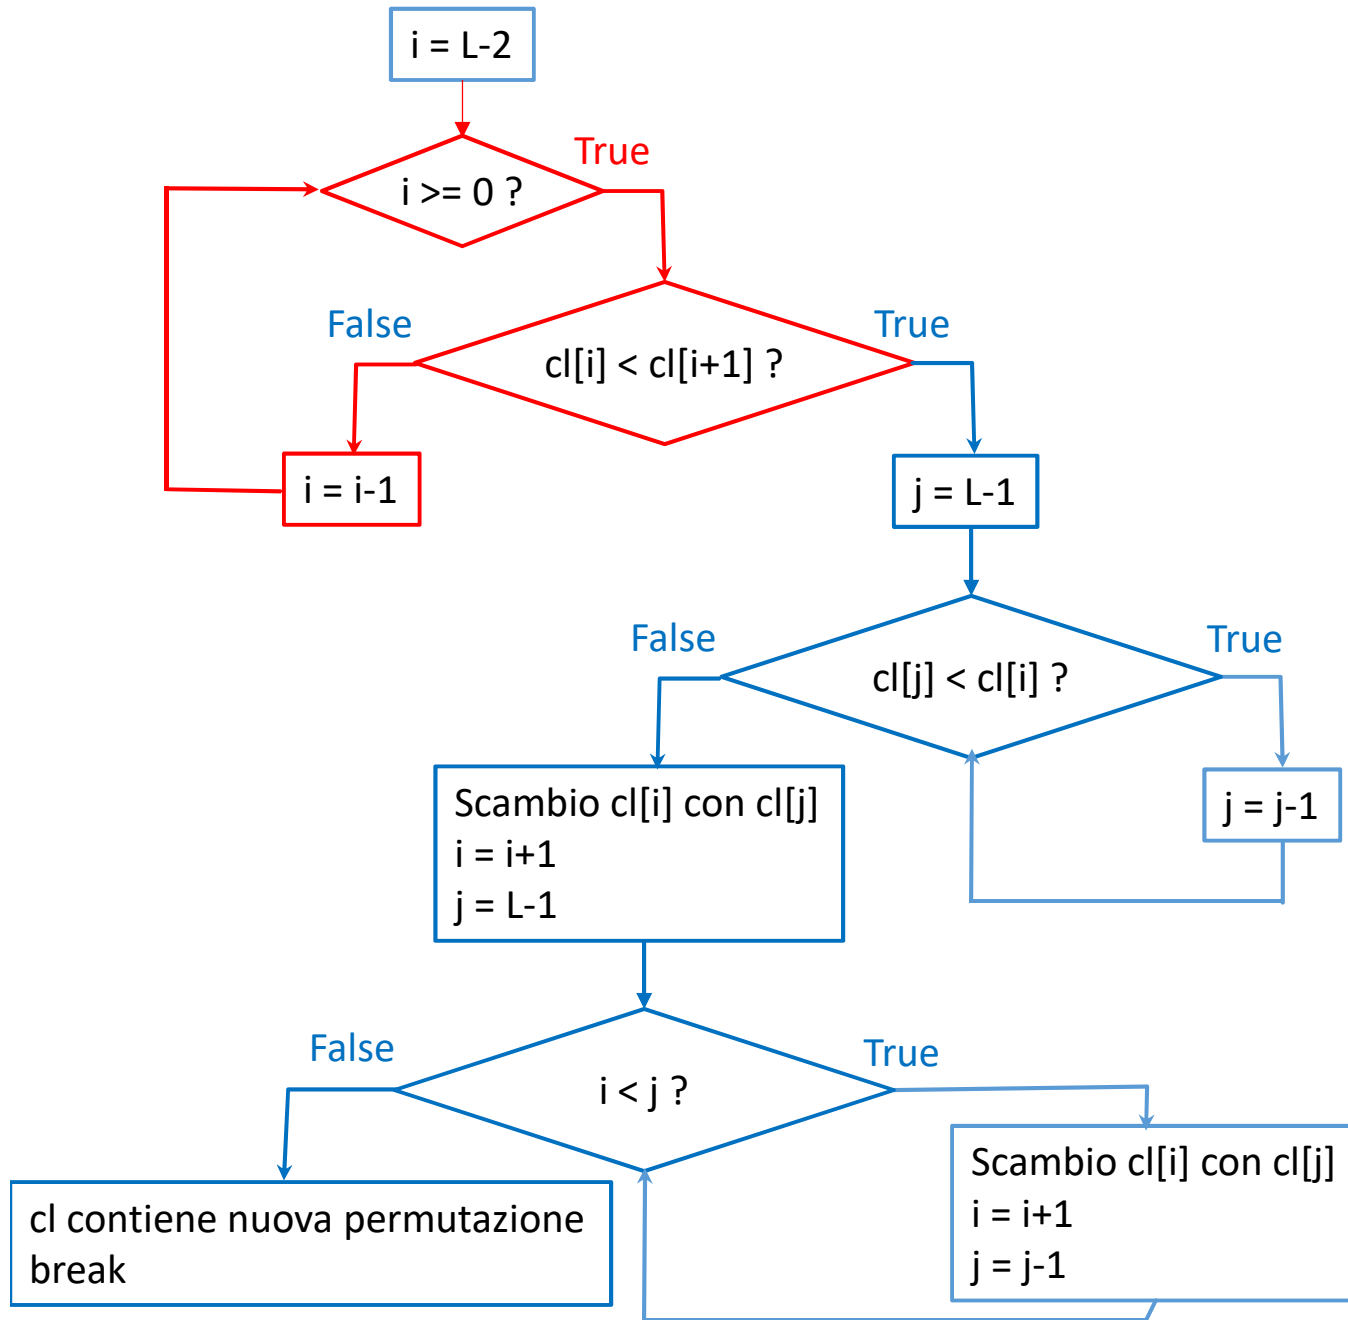 i = L-2
True
i >= 0 ?
False
True
cl[i] < cl[i+1] ?
i = i-1
j = L-1
False
True
cl[j] < cl[i] ?
Scambio cl[i] con cl[j]
i = i+1
j = L-1
j = j-1
False
True
i < j ?
cl contiene nuova permutazione
break
Scambio cl[i] con cl[j]
i = i+1
j = j-1